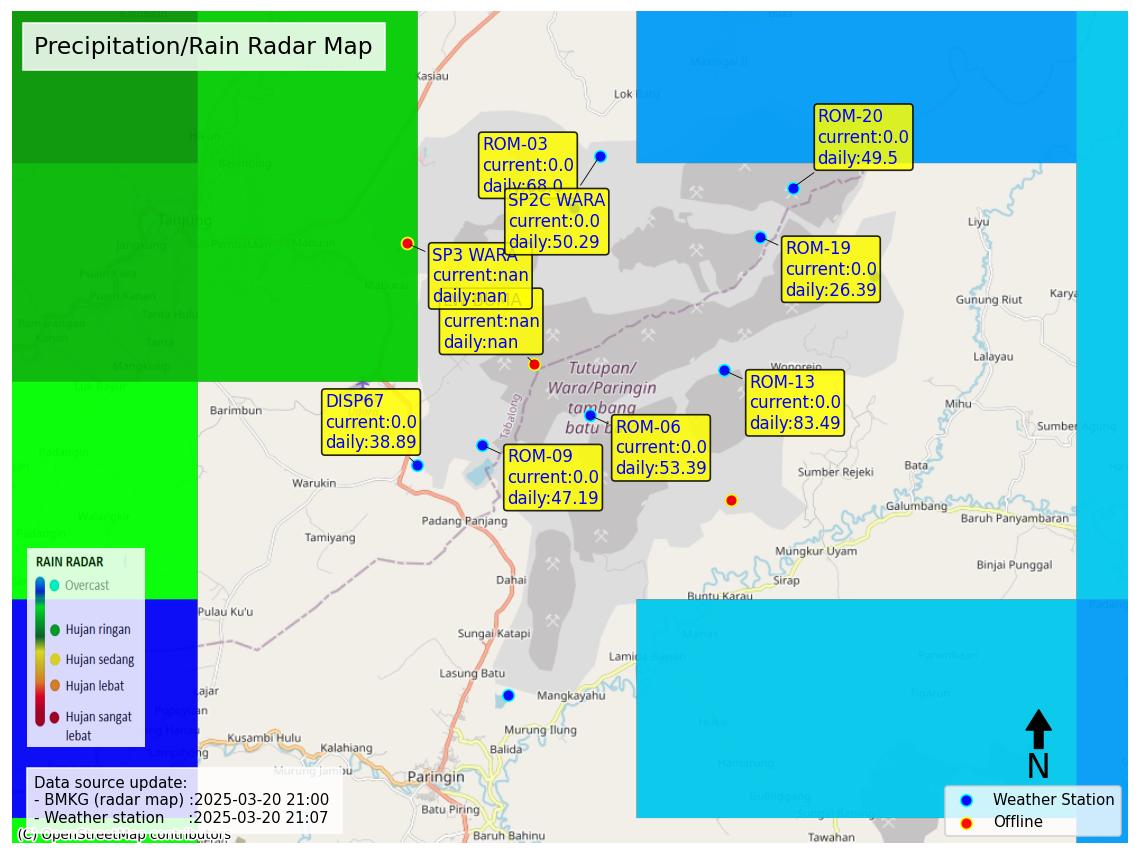 Precipitation/Rain Radar Map
Kasiau
Lok Batu
ROM-20
current:0.0
daily:49.5
ROM-03
current:0.0
daily:68.0
SP2C WARA
current:0.0
daily:50.29
Tanjung
Mabuun
SP3 WARA
current:nan
daily:nan
current:nan
daily:nan
ROM-19
current:0.0
daily:26.39
Liyu
Gunung Riut
Karya
Lalayau
Mihu
Wonorejo
Tutupan/
Wara/Paringin
tambang
batu b
Tabalong
ROM-13
current:0.0
daily:83.49
ROM-06
current:0.0
daily:53.39
DISP67
current:0.0
daily:38.89
ROM-09
current:0.0
daily:47.19
Barimbun
Warukin
Tamiyang
Padang Panjang
Dahai
Sumber Rejeki
Bata
Galumbang
Baruh Panyambaran
Mungkur Uyam
Binjai Punggal
Sirap
Buntu Karau
Pulau Ku'u
Sungai Katapi
Lasung Batu
Mangkayahu
Murung Ilung
Balida
Kusambi Hulu
Kalahiang
Murung Jambu
Paringin
Batu Piring
Baruh Bahinu
Tawahan
RAIN RADAR
Overcast
Hujan ringan
Hujan sedang
Hujan lebat
Hujan sangat
lebat
Data source update:
- BMKG (radar map) :2025-03-20 21:00
- Weather station :2025-03-20 21:07
(C) OpenStreetMap contributors
N
Weather Station
Offline